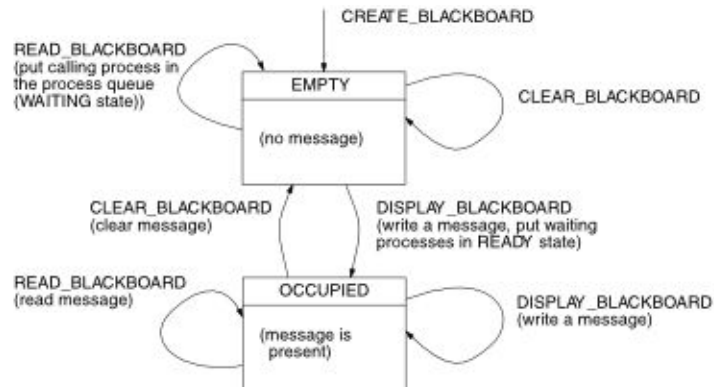 CREATE_BLACKBOARD
READ_BLACKBOARD
(put calling process in
the process queue
(WAITING state))
EMPTY
(no message)
CLEAR_BLACKBOARD
CLEAR_BLACKBOARD
(clear message)
DISPLAY_BLACKBOARD
(write a message, put waiting
processes in READY state)
READ_BLACKBOARD
(read message)
OCCUPIED
(message is
present)
DISPLAY_BLACKBOARD
(write a message)